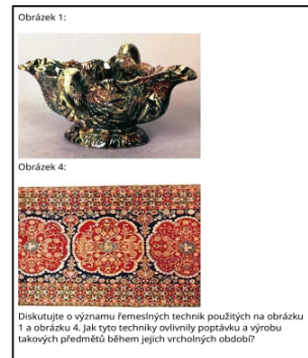 Obrázek 1:
Obrázek 4:
Diskutujte o významu řemeslných technik použitých na obrázku
1 a obrázku 4. Jak tyto techniky ovlivnily poptávku a výrobu
takových předmětů během jejich vrcholných období?